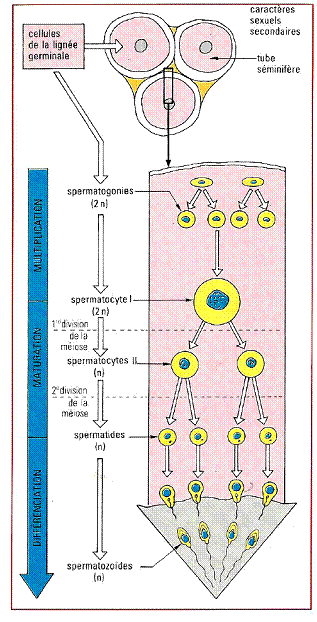 caractères
sexuels
secondaires
cellules
de la lignée
germinale
tube
séminifère
spermatogonies
(2 n)
MULTIPLICATION
spermatocyte I
(2 n)
1re division
de la
méiose
MATURATION
spermatocytes II
(n)
2e division
de la
méiose
spermatides
(n)
DIFFÉRENCIATION
spermatozoïdes
(n)